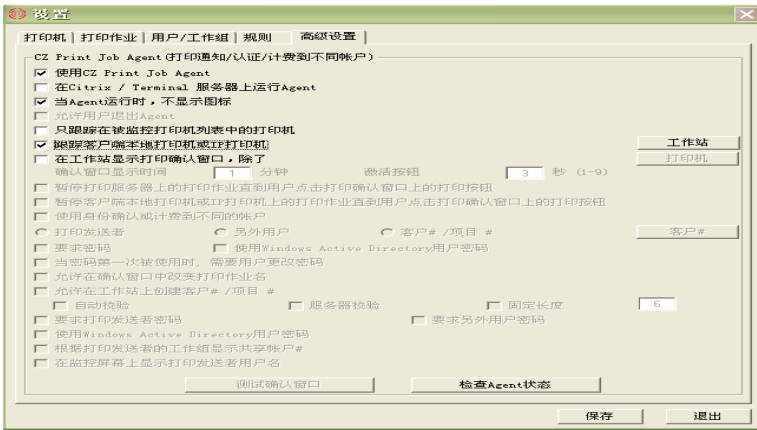 设置
打印机 打印作业 用户/工作组 规则 高级设置
CZ Print Job Agent(打印通知/认证/计费到不同帐户)
使用CZ Print Job Agent
在Citrix / Terminal 服务器上运行Agent
当Agent运行时，不显示图标
允许用户退出Agent
只跟踪在被监控打印机列表中的打印机
跟踪客户端本地打印机或IP打印机 工作站
在工作站显示打印确认窗口，除了 打印机
确认窗口显示时间 1 分钟 激活按钮 3 秒 (1-9)
暂停打印服务器上的打印作业直到用户点击打印确认窗口上的打印按钮
暂停客户端本地打印机或IP打印机上的打印作业直到用户点击打印确认窗口上的打印按钮
使用身份确认或计费到不同的帐户
打印发送者 另外用户 客户# /项目 # 客户#
要求密码 使用Windows Active Directory用户密码
当密码第一次被使用时，需要用户更改密码
允许在确认窗口中改变打印作业名
允许在工作站上创建客户# /项目 #
自动校验 服务器校验 固定长度 6
要求打印发送者密码 要求另外用户密码
使用Windows Active Directory用户密码
根据打印发送者的工作组显示共享帐户#
在监控屏幕上显示打印发送者用户名
测试确认窗口 检查Agent状态
保存 退出